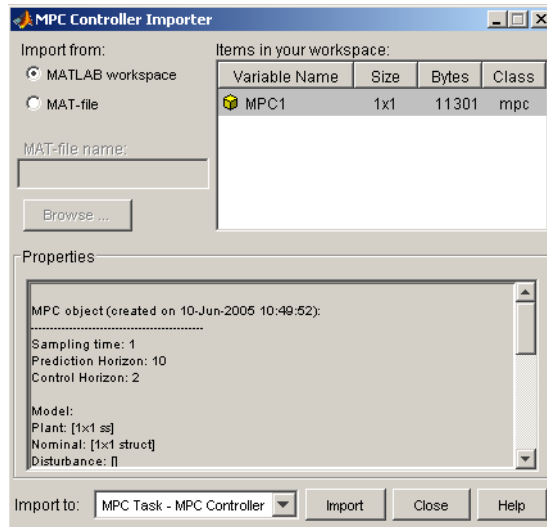 MPC Controller Importer
Import from:
MATLAB workspace
MAT-file
MAT-file name:
Browse ...
Items in your workspace:
Variable Name Size Bytes Class
MPC1 1x1 11301 mpc
Properties
MPC object (created on 10-Jun-2005 10:49:52):
---------------------------------------------
Sampling time: 1
Prediction Horizon: 10
Control Horizon: 2
Model:
Plant: [1x1 ss]
Nominal: [1x1 struct]
Disturbance: []
Import to: MPC Task - MPC Controller Import Close Help